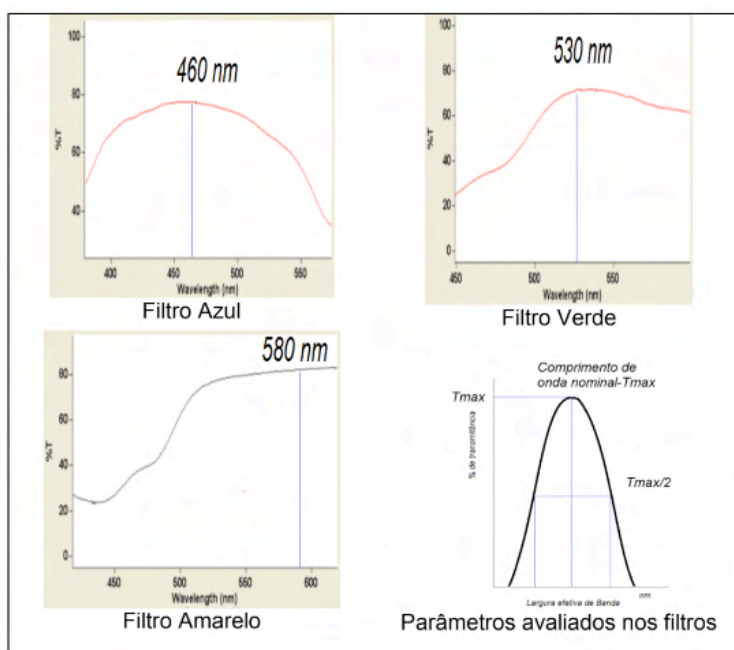 460 nm
100
80
60
40
%T
400
450
500
550
Wavelength (nm)
Filtro Azul
530 nm
100
80
60
40
20
0
%T
450
500
550
Wavelength (nm)
Filtro Verde
580 nm
80
60
40
20
0
%T
450
500
550
600
Wavelength (nm)
Filtro Amarelo
Comprimento de
onda nominal-Tmax
Tmax
% de transmitância
Tmax/2
Largura efetiva de Banda
nm
Parâmetros avaliados nos filtros